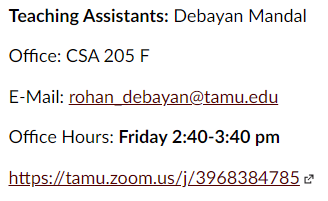 Teaching Assistants: Debayan Mandal
Office: CSA 205 F
E-Mail: rohan_debayan@tamu.edu
Office Hours: Friday 2:40-3:40 pm
https://tamu.zoom.us/j/3968384785